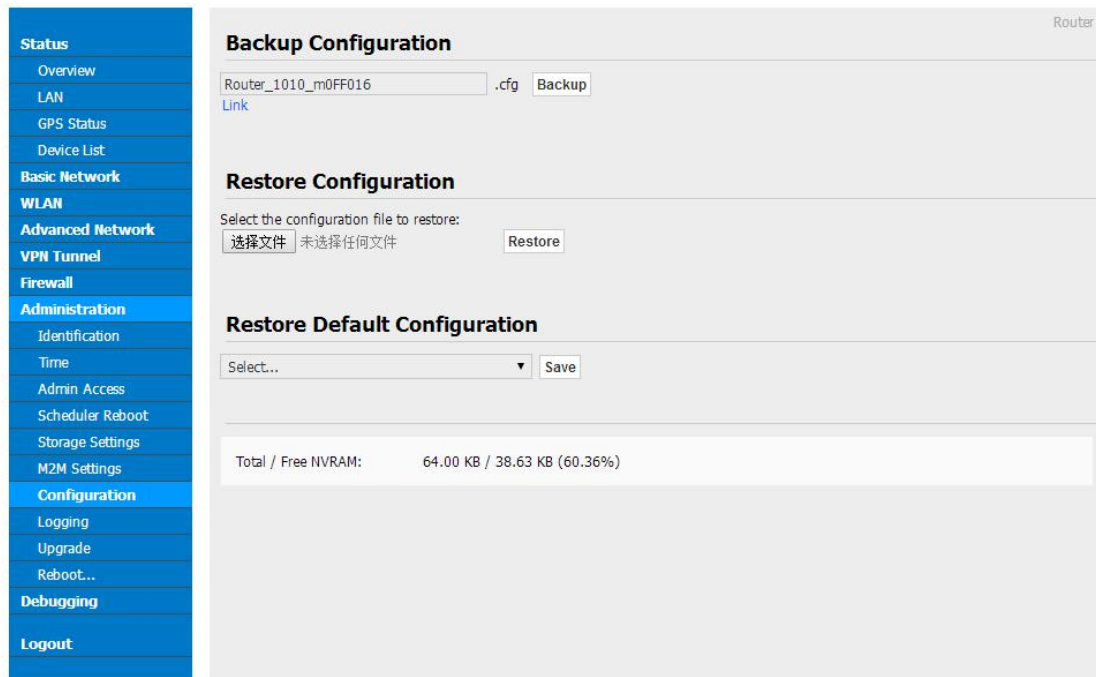 Router
Status
Overview
LAN
GPS Status
Device List
Basic Network
WLAN
Advanced Network
VPN Tunnel
Firewall
Administration
Identification
Time
Admin Access
Scheduler Reboot
Storage Settings
M2M Settings
Configuration
Logging
Upgrade
Reboot...
Debugging
Logout
Backup Configuration
Router_1010_m0FF016 .cfg Backup
Link
Restore Configuration
Select the configuration file to restore:
选择文件 未选择任何文件 Restore
Restore Default Configuration
Select... Save
Total / Free NVRAM: 64.00 KB / 38.63 KB (60.36%)